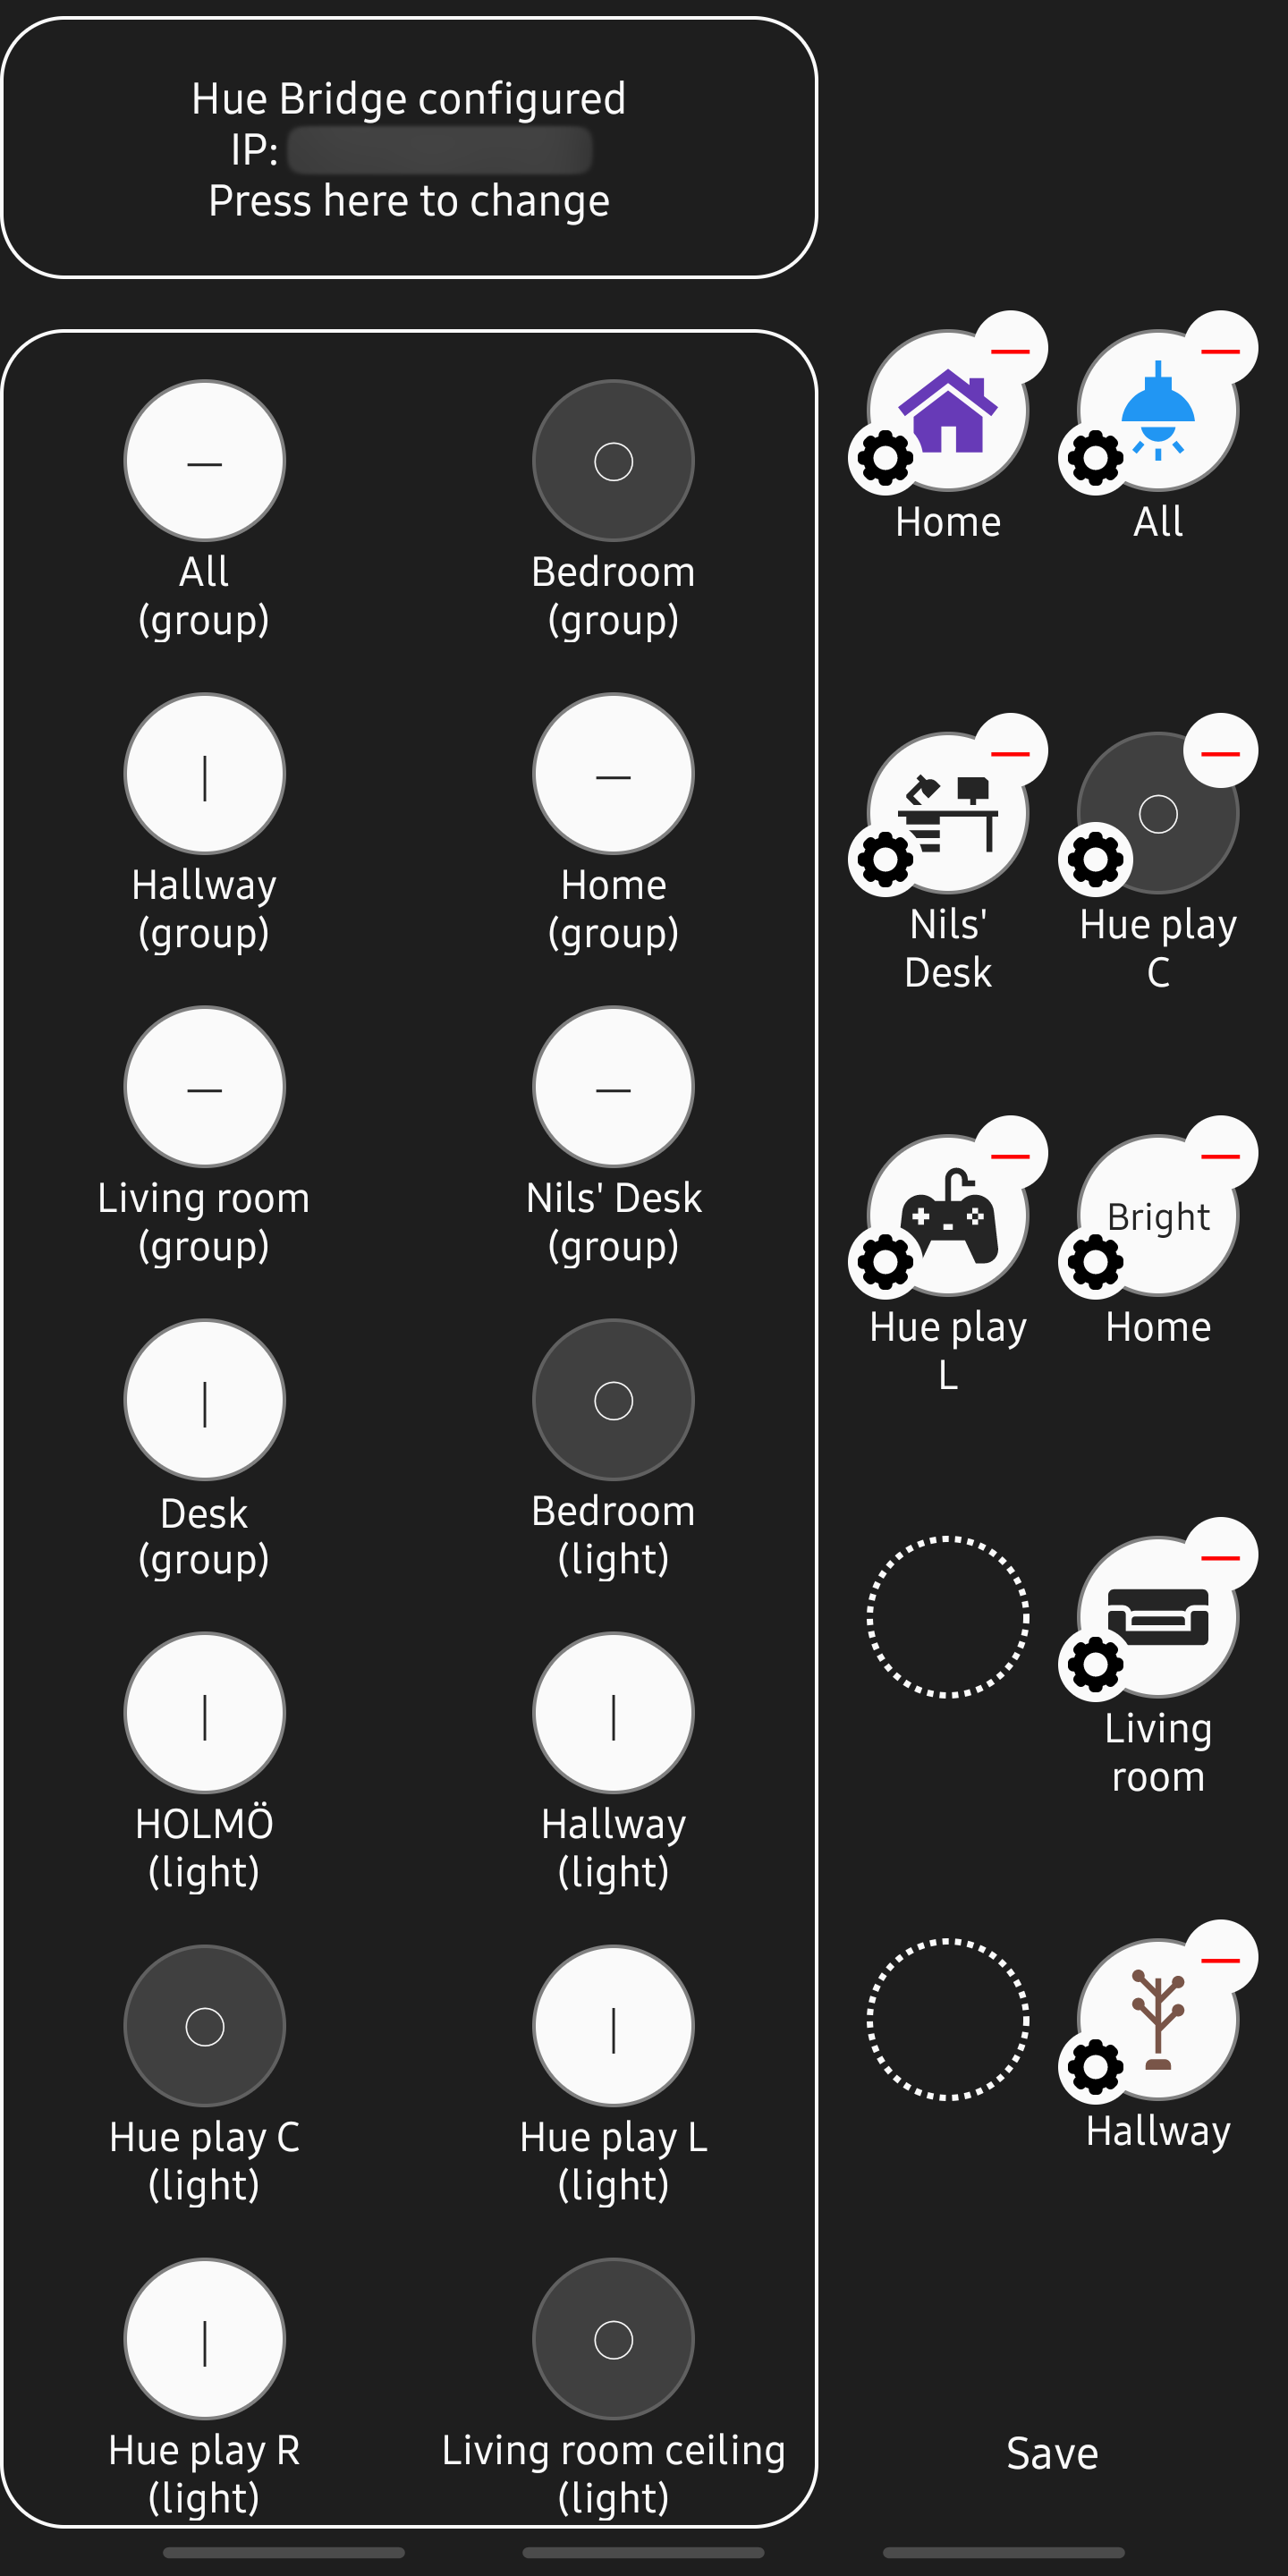 Hue Bridge configured
IP:
Press here to change
All
(group)
Bedroom
(group)
Hallway
(group)
Home
(group)
Living room
(group)
Nils' Desk
(group)
Desk
(group)
Bedroom
(light)
HOLMÖ
(light)
Hallway
(light)
Hue play C
(light)
Hue play L
(light)
Hue play R
(light)
Living room ceiling
(light)
Home
All
Nils'
Desk
Hue play
C
Hue play
L
Bright
Home
Living
room
Hallway
Save